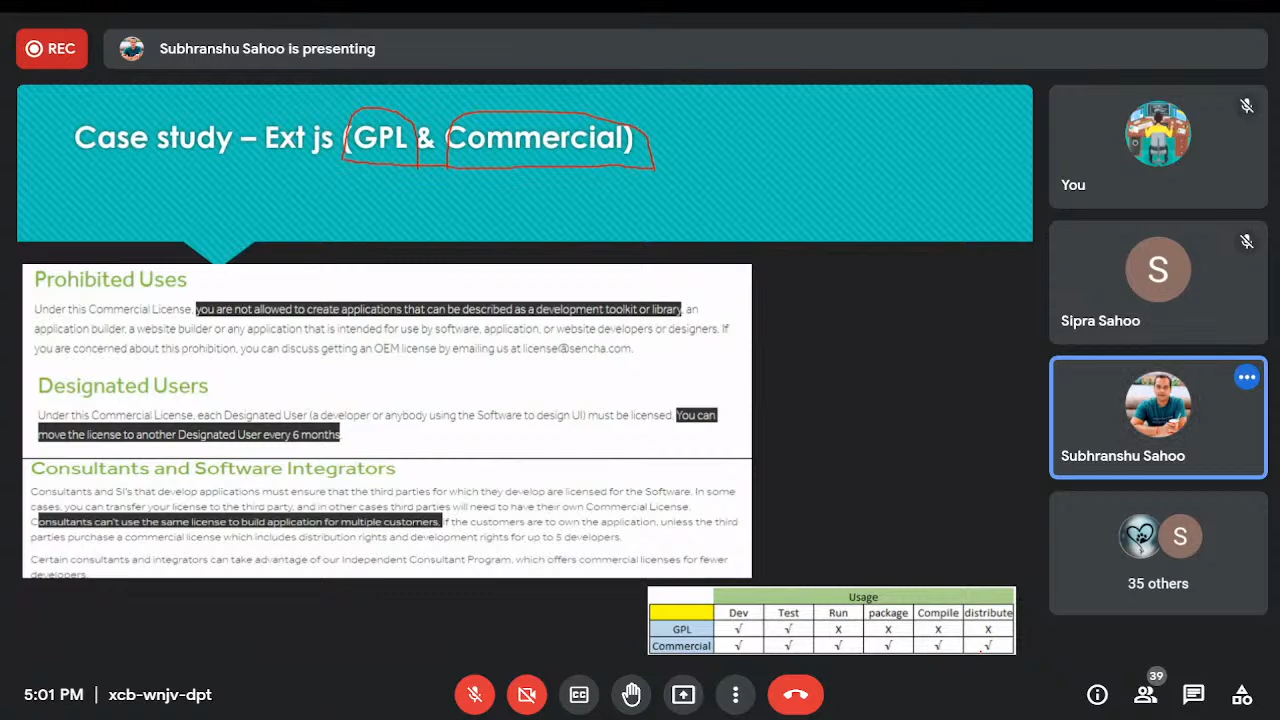 REC
Subhranshu Sahoo is presenting
Case study – Ext js (GPL & Commercial)
Prohibited Uses
Under this Commercial License, you are not allowed to create applications that can be described as a development toolkit or library, an
application builder, a website builder or any application that is intended for use by software, application, or website developers or designers. If
you are concerned about this prohibition, you can discuss getting an OEM license by emailing us at license@sencha.com.
Designated Users
Under this Commercial License, each Designated User (a developer or anybody using the Software to design UI) must be licensed. You can
move the license to another Designated User every 6 months.
Consultants and Software Integrators
Consultants and SI's that develop applications must ensure that the third parties for which they develop are licensed for the Software. In some
cases, you can transfer your license to the third party, and in other cases third parties will need to have their own Commercial License.
Consultants can't use the same license to build application for multiple customers, if the customers are to own the application, unless the third
parties purchase a commercial license which includes distribution rights and development rights for up to 5 developers.
Certain consultants and integrators can take advantage of our Independent Consultant Program, which offers commercial licenses for fewer
developers.
Usage
Dev Test Run package Compile distribute
GPL √ √ X X X X
Commercial √ √ √ √ √ √
You
S
Sipra Sahoo
Subhranshu Sahoo
S
35 others
5:01 PM | xcb-wnjv-dpt
CC
39